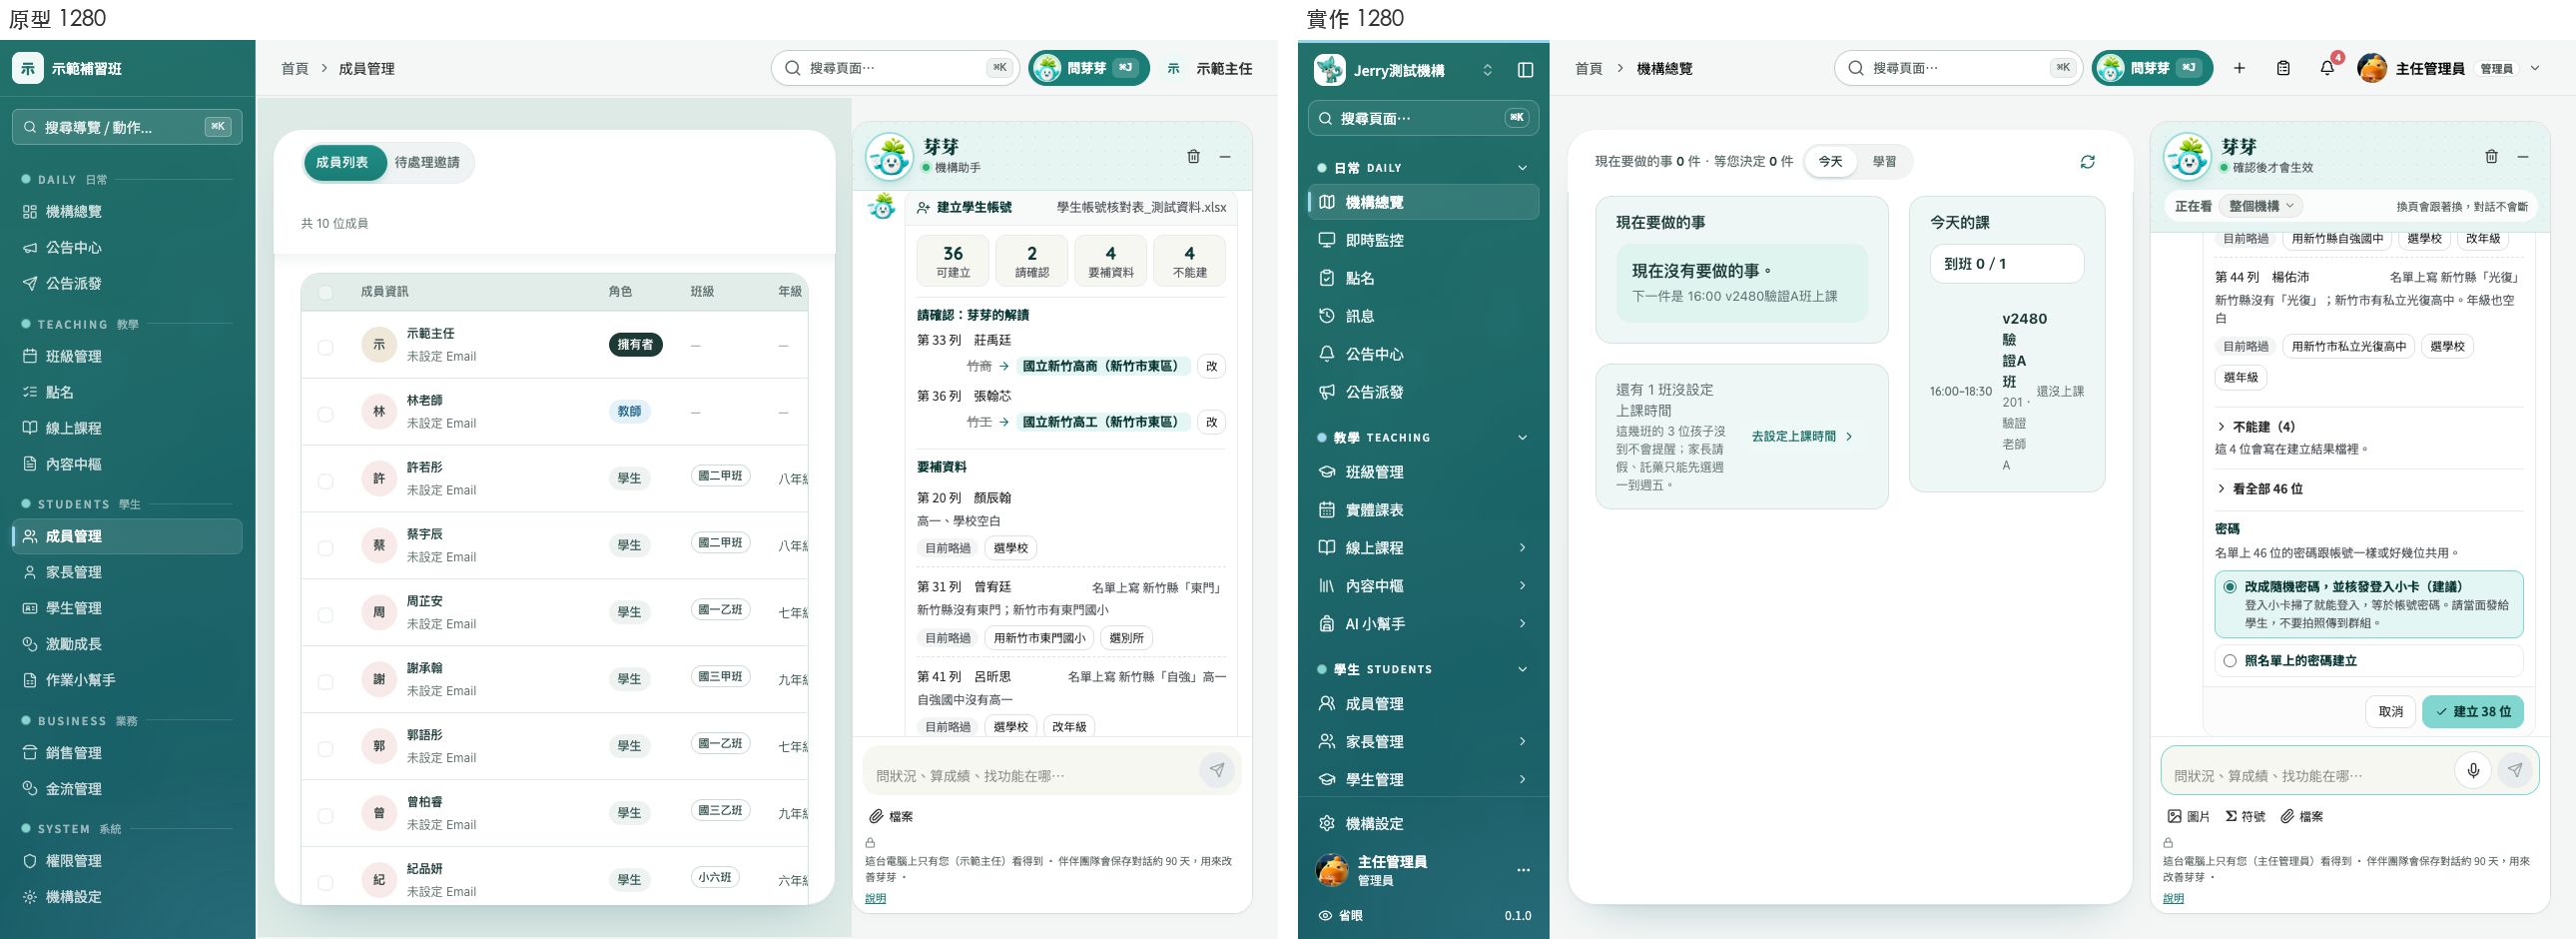 原型 1280
示 示範補習班
搜尋導覽 / 動作... ⌘K
DAILY 日常
機構總覽
公告中心
公告派發
TEACHING 教學
班級管理
點名
線上課程
內容中樞
STUDENTS 學生
成員管理
家長管理
學生管理
激勵成長
作業小幫手
BUSINESS 業務
銷售管理
金流管理
SYSTEM 系統
權限管理
機構設定
首頁 > 成員管理
搜尋頁面… ⌘K
問芽芽 ⌘J
示 示範主任
成員列表 待處理邀請
共 10 位成員
成員資訊 角色 班級 年級
示 示範主任 擁有者 — —
未設定 Email
林 林老師 教師 — —
未設定 Email
許 許若彤 學生 國二甲班 八年級
未設定 Email
蔡 蔡宇辰 學生 國二甲班 八年級
未設定 Email
周 周芷安 學生 國一乙班 七年級
未設定 Email
謝 謝承翰 學生 國三甲班 九年級
未設定 Email
郭 郭語彤 學生 國一乙班 七年級
未設定 Email
曾 曾柏睿 學生 國三乙班 九年級
未設定 Email
紀 紀品妍 學生 小六班 六年級
未設定 Email
芽芽
機構助手
建立學生帳號 學生帳號核對表_測試資料.xlsx
36 2 4 4
可建立 請確認 要補資料 不能建
請確認：芽芽的解讀
第 33 列 莊禹廷
竹商 → 國立新竹高商（新竹市東區） 改
第 36 列 張翰芯
竹王 → 國立新竹高工（新竹市東區） 改
要補資料
第 20 列 顏辰翰
高一、學校空白
目前略過 選學校
第 31 列 曾宥廷 名單上寫 新竹縣「東門」
新竹縣沒有東門；新竹市有東門國小
目前略過 用新竹市東門國小 選別所
第 41 列 呂昕思 名單上寫 新竹縣「自強」高一
自強國中沒有高一
目前略過 選學校 改年級
問狀況、算成績、找功能在哪…
檔案
這台電腦上只有您（示範主任）看得到 · 伴伴團隊會保存對話約 90 天，用來改
善芽芽 ·
說明
實作 1280
Jerry測試機構
搜尋頁面… ⌘K
日常 DAILY
機構總覽
即時監控
點名
訊息
公告中心
公告派發
教學 TEACHING
班級管理
實體課表
線上課程
內容中樞
AI 小幫手
學生 STUDENTS
成員管理
家長管理
學生管理
機構設定
主任管理員
管理員
省眼 0.1.0
首頁 > 機構總覽
搜尋頁面… ⌘K
問芽芽 ⌘J
4
主任管理員 管理員
現在要做的事 0 件 · 等您決定 0 件 今天 學習
現在要做的事
現在沒有要做的事。
下一件是 16:00 v2480驗證A班上課
還有 1 班沒設定
上課時間
這幾班的 3 位孩子沒
到不會提醒；家長請
假、託藥只能先選週
一到週五。
去設定上課時間
今天的課
到班 0 / 1
16:00–18:30
v2480
驗
證A
班
201 ·
驗證
老師
A
還沒上課
芽芽
確認後才會生效
正在看 整個機構 換頁會跟著換，對話不會斷
目前略過 用新竹縣自強國中 選學校 改年級
第 44 列 楊佑沛 名單上寫 新竹縣「光復」
新竹縣沒有「光復」；新竹市有私立光復高中。年級也空
白
目前略過 用新竹市私立光復高中 選學校
選年級
不能建（4）
這 4 位會寫在建立結果檔裡。
看全部 46 位
密碼
名單上 46 位的密碼跟帳號一樣或好幾位共用。
改成隨機密碼，並核發登入小卡（建議）
登入小卡掃了就能登入，等於帳號密碼。請當面發給
學生，不要拍照傳到群組。
照名單上的密碼建立
取消 建立 38 位
問狀況、算成績、找功能在哪…
圖片 Σ 符號 檔案
這台電腦上只有您（主任管理員）看得到 · 伴伴團隊會保存對話約 90 天，用來
改善芽芽 ·
說明